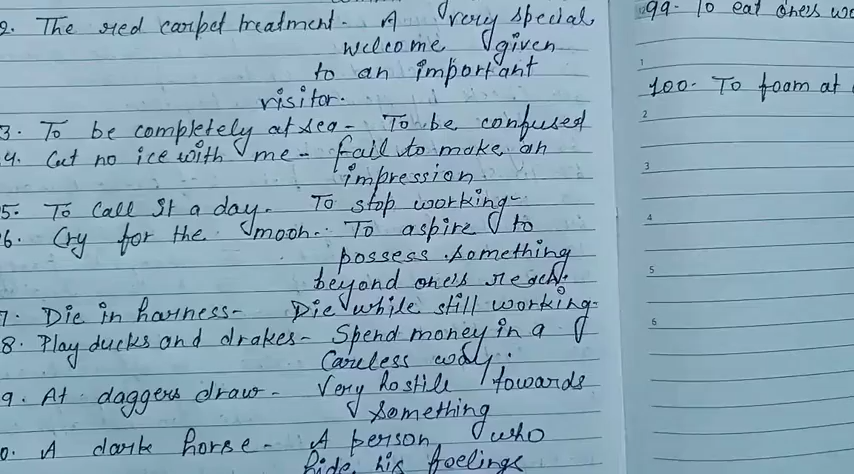 2. The red carpet treatment - A very special
welcome given
to an important
visitor.
3. To be completely at sea - To be confused
4. Cut no ice with me - fail to make an
impression.
5. To Call It a day. To stop working-
6. Cry for the moon. To aspire to
possess something
beyond one's reach.
7. Die in harness - Die while still working-
8. Play ducks and drakes - Spend money in a
Careless way.
9. At daggers draw - Very hostile towards
something
0. A dark horse - A person who
hide his feelings
99- To eat one's wo
1
100- To foam at
2
3
4
5
6